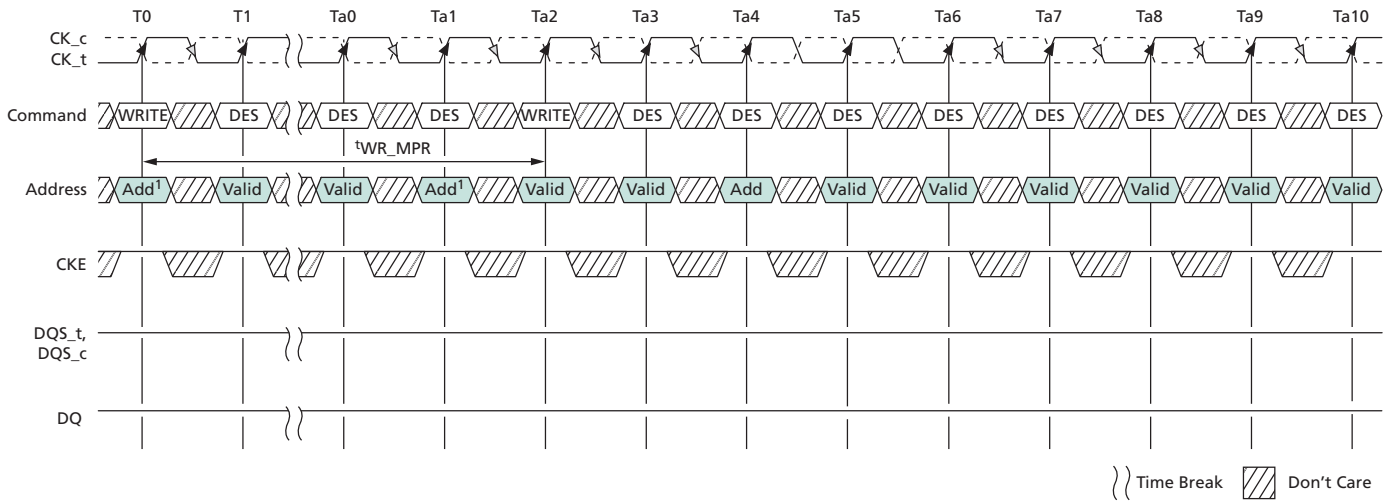 T0 T1 Ta0 Ta1 Ta2 Ta3 Ta4 Ta5 Ta6 Ta7 Ta8 Ta9 Ta10
CK_c
CK_t
Command WRITE DES DES DES WRITE DES DES DES DES DES DES DES DES
tWR_MPR
Address Add1 Valid Valid Add1 Valid Valid Add Valid Valid Valid Valid Valid Valid
CKE
DQS_t,
DQS_c
DQ
Time Break Don't Care